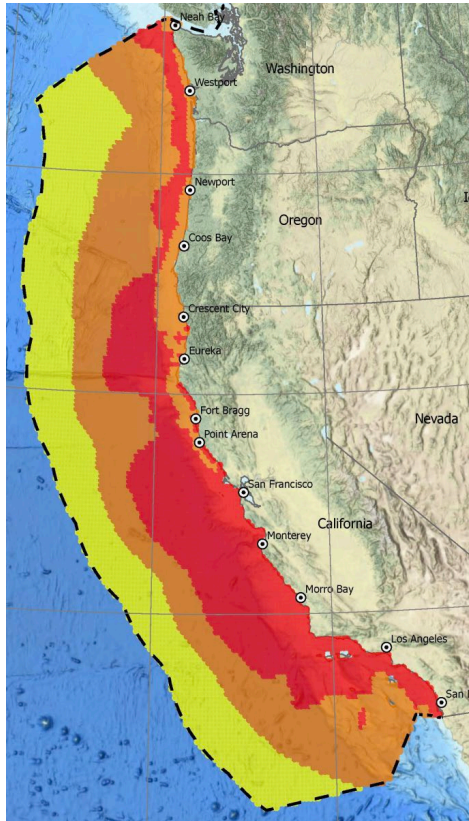 Neah Bay
Washington
Westport
Newport
Oregon
Coos Bay
Crescent City
Eureka
Fort Bragg
Nevada
Point Arena
San Francisco
California
Monterey
Morro Bay
Los Angeles
San